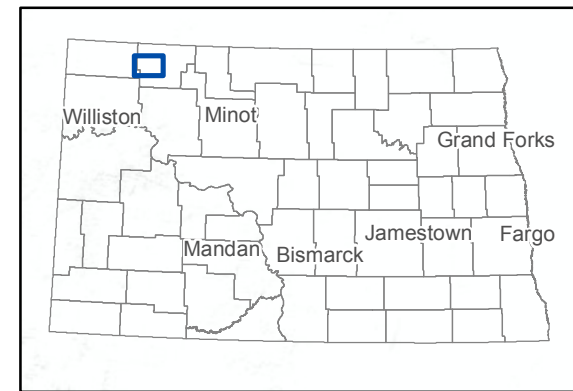 Williston
Minot
Grand Forks
Mandan
Bismarck
Jamestown
Fargo